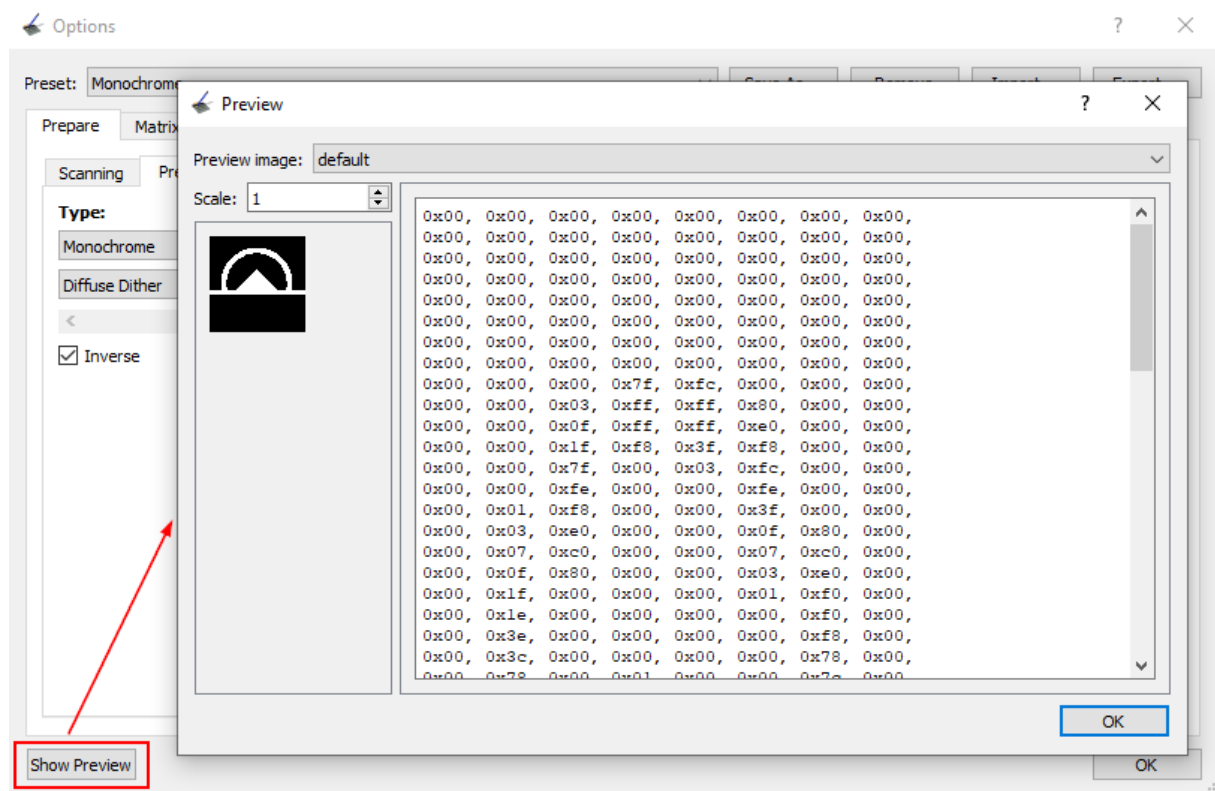 Options
Preset: Monochrome
Preview
Prepare Matrix
Preview image: default
Scanning
Scale: 1
Type:
Monochrome
Diffuse Dither
Inverse
0x00, 0x00, 0x00, 0x00, 0x00, 0x00, 0x00, 0x00,
0x00, 0x00, 0x00, 0x00, 0x00, 0x00, 0x00, 0x00,
0x00, 0x00, 0x00, 0x00, 0x00, 0x00, 0x00, 0x00,
0x00, 0x00, 0x00, 0x00, 0x00, 0x00, 0x00, 0x00,
0x00, 0x00, 0x00, 0x00, 0x00, 0x00, 0x00, 0x00,
0x00, 0x00, 0x00, 0x00, 0x00, 0x00, 0x00, 0x00,
0x00, 0x00, 0x00, 0x00, 0x00, 0x00, 0x00, 0x00,
0x00, 0x00, 0x00, 0x00, 0x00, 0x00, 0x00, 0x00,
0x00, 0x00, 0x00, 0x7f, 0xfc, 0x00, 0x00, 0x00,
0x00, 0x00, 0x03, 0xff, 0xff, 0x80, 0x00, 0x00,
0x00, 0x00, 0x0f, 0xff, 0xff, 0xe0, 0x00, 0x00,
0x00, 0x00, 0x1f, 0xf8, 0x3f, 0xf8, 0x00, 0x00,
0x00, 0x00, 0x7f, 0x00, 0x03, 0xfc, 0x00, 0x00,
0x00, 0x00, 0xfe, 0x00, 0x00, 0xfe, 0x00, 0x00,
0x00, 0x01, 0xf8, 0x00, 0x00, 0x3f, 0x00, 0x00,
0x00, 0x03, 0xe0, 0x00, 0x00, 0x0f, 0x80, 0x00,
0x00, 0x07, 0xc0, 0x00, 0x00, 0x07, 0xc0, 0x00,
0x00, 0x0f, 0x80, 0x00, 0x00, 0x03, 0xe0, 0x00,
0x00, 0x1f, 0x00, 0x00, 0x00, 0x01, 0xf0, 0x00,
0x00, 0x1e, 0x00, 0x00, 0x00, 0x00, 0xf0, 0x00,
0x00, 0x3e, 0x00, 0x00, 0x00, 0x00, 0xf8, 0x00,
0x00, 0x3c, 0x00, 0x00, 0x00, 0x00, 0x78, 0x00,
OK
Show Preview
OK